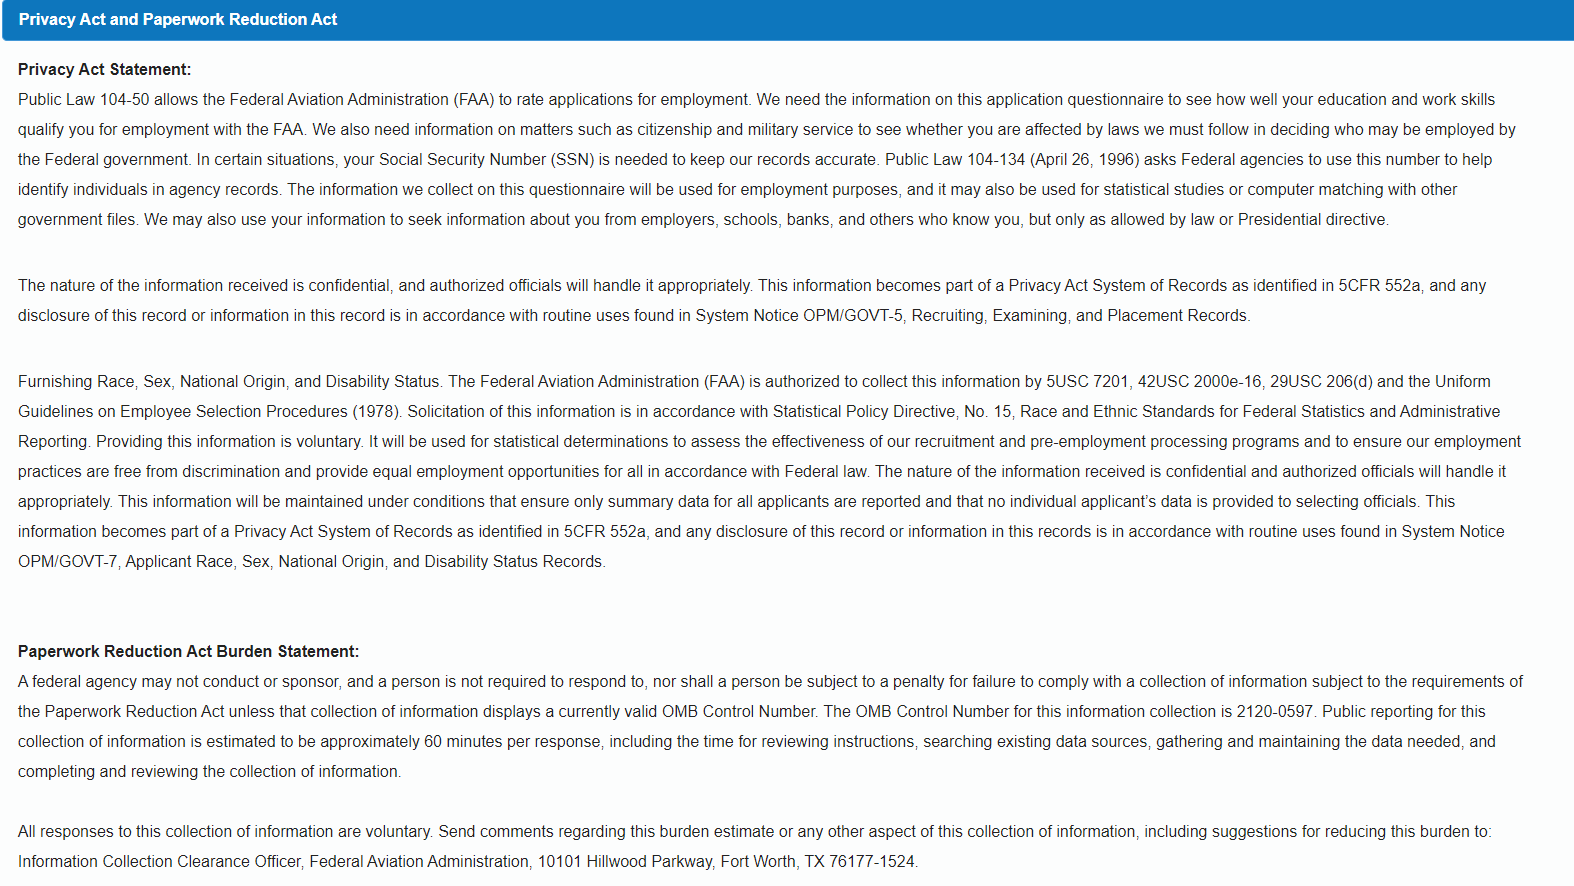 Privacy Act and Paperwork Reduction Act
Privacy Act Statement:
Public Law 104-50 allows the Federal Aviation Administration (FAA) to rate applications for employment. We need the information on this application questionnaire to see how well your education and work skills
qualify you for employment with the FAA. We also need information on matters such as citizenship and military service to see whether you are affected by laws we must follow in deciding who may be employed by
the Federal government. In certain situations, your Social Security Number (SSN) is needed to keep our records accurate. Public Law 104-134 (April 26, 1996) asks Federal agencies to use this number to help
identify individuals in agency records. The information we collect on this questionnaire will be used for employment purposes, and it may also be used for statistical studies or computer matching with other
government files. We may also use your information to seek information about you from employers, schools, banks, and others who know you, but only as allowed by law or Presidential directive.
The nature of the information received is confidential, and authorized officials will handle it appropriately. This information becomes part of a Privacy Act System of Records as identified in 5CFR 552a, and any
disclosure of this record or information in this record is in accordance with routine uses found in System Notice OPM/GOVT-5, Recruiting, Examining, and Placement Records.
Furnishing Race, Sex, National Origin, and Disability Status. The Federal Aviation Administration (FAA) is authorized to collect this information by 5USC 7201, 42USC 2000e-16, 29USC 206(d) and the Uniform
Guidelines on Employee Selection Procedures (1978). Solicitation of this information is in accordance with Statistical Policy Directive, No. 15, Race and Ethnic Standards for Federal Statistics and Administrative
Reporting. Providing this information is voluntary. It will be used for statistical determinations to assess the effectiveness of our recruitment and pre-employment processing programs and to ensure our employment
practices are free from discrimination and provide equal employment opportunities for all in accordance with Federal law. The nature of the information received is confidential and authorized officials will handle it
appropriately. This information will be maintained under conditions that ensure only summary data for all applicants are reported and that no individual applicant's data is provided to selecting officials. This
information becomes part of a Privacy Act System of Records as identified in 5CFR 552a, and any disclosure of this record or information in this records is in accordance with routine uses found in System Notice
OPM/GOVT-7, Applicant Race, Sex, National Origin, and Disability Status Records.
Paperwork Reduction Act Burden Statement:
A federal agency may not conduct or sponsor, and a person is not required to respond to, nor shall a person be subject to a penalty for failure to comply with a collection of information subject to the requirements of
the Paperwork Reduction Act unless that collection of information displays a currently valid OMB Control Number. The OMB Control Number for this information collection is 2120-0597. Public reporting for this
collection of information is estimated to be approximately 60 minutes per response, including the time for reviewing instructions, searching existing data sources, gathering and maintaining the data needed, and
completing and reviewing the collection of information.
All responses to this collection of information are voluntary. Send comments regarding this burden estimate or any other aspect of this collection of information, including suggestions for reducing this burden to:
Information Collection Clearance Officer, Federal Aviation Administration, 10101 Hillwood Parkway, Fort Worth, TX 76177-1524.